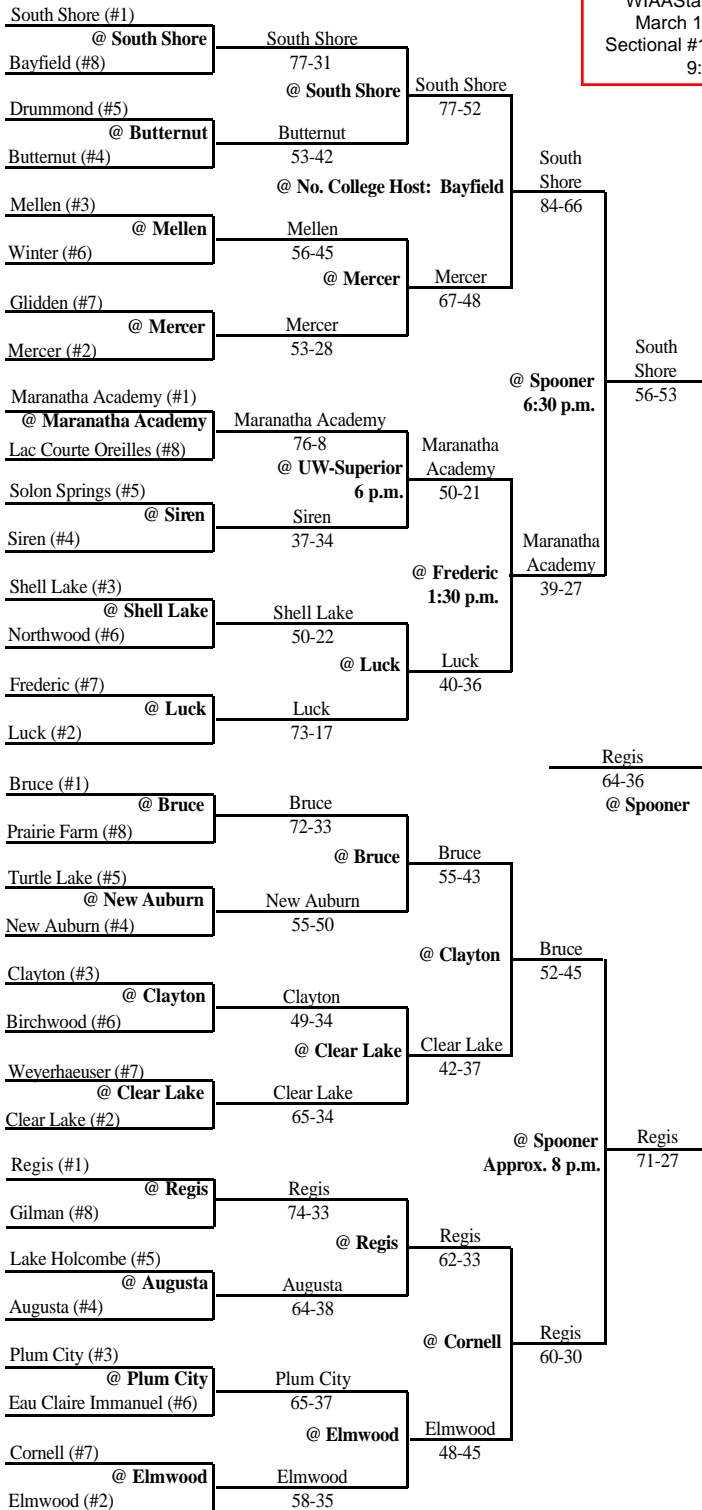 WIAASta
March 1
Sectional #1
9:
South Shore (#1)
@ South Shore
Bayfield (#8)
South Shore
77-31
@ South Shore
Drummond (#5)
@ Butternut
Butternut (#4)
Butternut
53-42
South Shore
77-52
@ No. College Host: Bayfield
Mellen (#3)
@ Mellen
Winter (#6)
Mellen
56-45
@ Mercer
Glidden (#7)
@ Mercer
Mercer (#2)
Mercer
53-28
Mercer
67-48
South
Shore
84-66
@ Spooner
6:30 p.m.
South
Shore
56-53
Maranatha Academy (#1)
@ Maranatha Academy
Lac Courte Oreilles (#8)
Maranatha Academy
76-8
@ UW-Superior
6 p.m.
Solon Springs (#5)
@ Siren
Siren (#4)
Siren
37-34
Maranatha
Academy
50-21
@ Frederic
1:30 p.m.
Maranatha
Academy
39-27
Shell Lake (#3)
@ Shell Lake
Northwood (#6)
Shell Lake
50-22
@ Luck
Frederic (#7)
@ Luck
Luck (#2)
Luck
73-17
Luck
40-36
Regis
64-36
@ Spooner
Bruce (#1)
@ Bruce
Prairie Farm (#8)
Bruce
72-33
@ Bruce
Turtle Lake (#5)
@ New Auburn
New Auburn (#4)
New Auburn
55-50
Bruce
55-43
@ Clayton
Bruce
52-45
Clayton (#3)
@ Clayton
Birchwood (#6)
Clayton
49-34
@ Clear Lake
Weyerhaeuser (#7)
@ Clear Lake
Clear Lake (#2)
Clear Lake
65-34
Clear Lake
42-37
@ Spooner
Approx. 8 p.m.
Regis
71-27
Regis (#1)
@ Regis
Gilman (#8)
Regis
74-33
@ Regis
Lake Holcombe (#5)
@ Augusta
Augusta (#4)
Augusta
64-38
Regis
62-33
@ Cornell
Regis
60-30
Plum City (#3)
@ Plum City
Eau Claire Immanuel (#6)
Plum City
65-37
@ Elmwood
Cornell (#7)
@ Elmwood
Elmwood (#2)
Elmwood
58-35
Elmwood
48-45